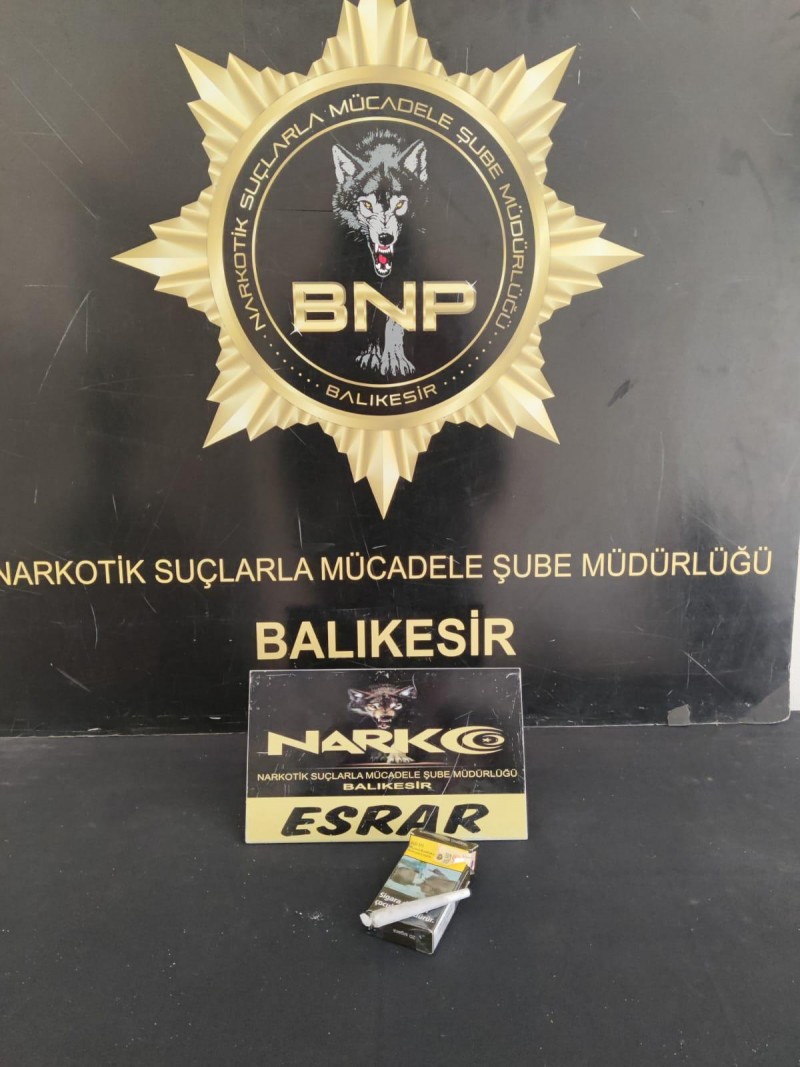 NARKOTİK SUÇLARLA MÜCADELE ŞUBE MÜDÜRLÜĞÜ
BNP
BALIKESİR
NARKOTİK SUÇLARLA MÜCADELE ŞUBE MÜDÜRLÜĞÜ
BALIKESİR
NARKO
NARKOTİK SUÇLARLA MÜCADELE ŞUBE MÜDÜRLÜĞÜ
BALIKESİR
ESRAR
Sigara